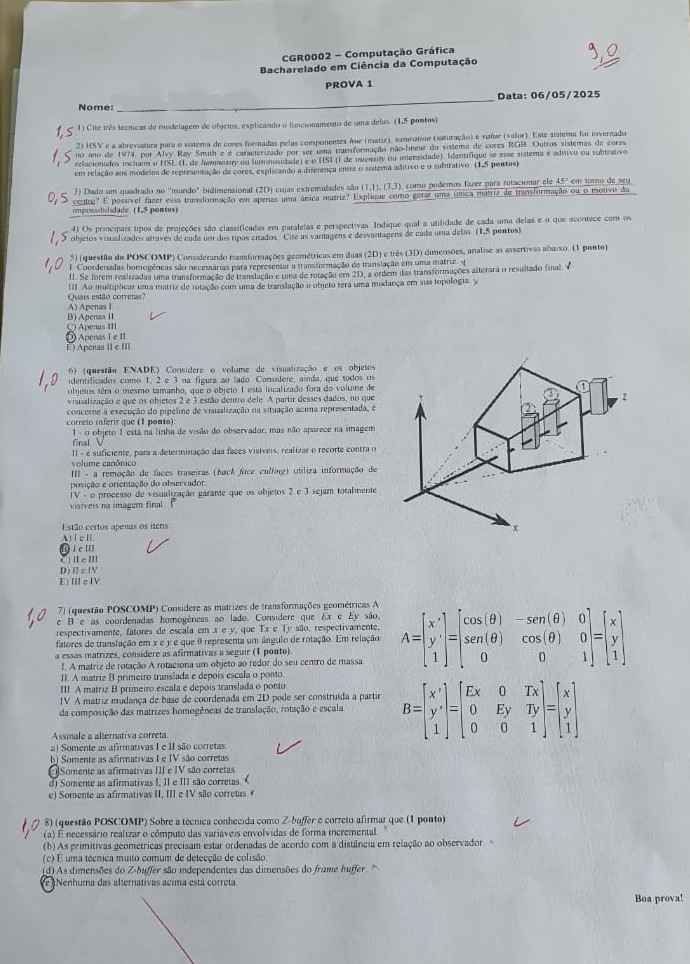 CGR0002 – Computação Gráfica
Bacharelado em Ciência da Computação
9,0
PROVA 1
Nome: Data: 06/05/2025
1,5 1) Cite três técnicas de modelagem de objetos, explicando o funcionamento de uma delas. (1,5 pontos)
2) HSV é a abreviatura para o sistema de cores formadas pelas componentes hue (matiz), saturation (saturação) e value (valor). Este sistema foi inventado
1,5 no ano de 1974, por Alvy Ray Smith e é caracterizado por ser uma transformação não-linear do sistema de cores RGB. Outros sistemas de cores
relacionados incluem o HSL (L de luminosity ou luminosidade) e o HSI (I de intensity ou intensidade). Identifique se esse sistema é aditivo ou subtrativo
em relação aos modelos de representação de cores, explicando a diferença entre o sistema aditivo e o subtrativo. (1,5 pontos)
0,5 3) Dado um quadrado no "mundo" bidimensional (2D) cujas extremidades são (1,1), (3,3), como podemos fazer para rotacionar ele 45° em torno de seu
centro? É possível fazer essa transformação em apenas uma única matriz? Explique como gerar uma única matriz de transformação ou o motivo da
impossibilidade. (1,5 pontos)
4) Os principais tipos de projeções são classificadas em paralelas e perspectivas. Indique qual a utilidade de cada uma delas e o que acontece com os
1,5 objetos visualizados através de cada um dos tipos citados. Cite as vantagens e desvantagens de cada uma delas. (1,5 pontos)
1,0 5) (questão do POSCOMP) Considerando transformações geométricas em duas (2D) e três (3D) dimensões, analise as assertivas abaixo. (1 ponto)
I. Coordenadas homogêneas são necessárias para representar a transformação de translação em uma matriz.
II. Se forem realizadas uma transformação de translação e uma de rotação em 2D, a ordem das transformações alterará o resultado final.
III. Ao multiplicar uma matriz de rotação com uma de translação o objeto terá uma mudança em sua topologia.
Quais estão corretas?
A) Apenas I.
B) Apenas II.
C) Apenas III.
D) Apenas I e II.
E) Apenas II e III.
1,0 6) (questão ENADE) Considere o volume de visualização e os objetos
identificados como 1, 2 e 3 na figura ao lado. Considere, ainda, que todos os
objetos têm o mesmo tamanho, que o objeto 1 está localizado fora do volume de
visualização e que os objetos 2 e 3 estão dentro dele. A partir desses dados, no que
concerne à execução do pipeline de visualização na situação acima representada, é
correto inferir que (1 ponto):
I - o objeto 1 está na linha de visão do observador, mas não aparece na imagem
final. V
II - é suficiente, para a determinação das faces visíveis, realizar o recorte contra o
volume canônico.
III - a remoção de faces traseiras (back face culling) utiliza informação de
posição e orientação do observador.
IV - o processo de visualização garante que os objetos 2 e 3 sejam totalmente
visíveis na imagem final. F
Estão certos apenas os itens
A) I e II.
B) I e III.
C) II e III.
D) II e IV.
E) III e IV.
Y
1
3
2
Z
X
1,0 7) (questão POSCOMP) Considere as matrizes de transformações geométricas A
e B e as coordenadas homogêneas ao lado. Considere que Ex e Ey são,
respectivamente, fatores de escala em x e y, que Tx e Ty são, respectivamente,
fatores de translação em x e y e que θ representa um ângulo de rotação. Em relação
a essas matrizes, considere as afirmativas a seguir (1 ponto).
I. A matriz de rotação A rotaciona um objeto ao redor do seu centro de massa.
II. A matriz B primeiro translada e depois escala o ponto.
III. A matriz B primeiro escala e depois translada o ponto.
IV. A matriz mudança de base de coordenada em 2D pode ser construída a partir
da composição das matrizes homogêneas de translação, rotação e escala.
Assinale a alternativa correta.
a) Somente as afirmativas I e II são corretas.
b) Somente as afirmativas I e IV são corretas.
c) Somente as afirmativas III e IV são corretas.
d) Somente as afirmativas I, II e III são corretas.
e) Somente as afirmativas II, III e IV são corretas.
x' cos(θ) −sen(θ) 0 x
A= y' = sen(θ) cos(θ) 0 = y
1 0 0 1 1
x' Ex 0 Tx x
B= y' = 0 Ey Ty = y
1 0 0 1 1
1,0 8) (questão POSCOMP) Sobre a técnica conhecida como Z-buffer é correto afirmar que (1 ponto)
(a) É necessário realizar o cômputo das variáveis envolvidas de forma incremental.
(b) As primitivas geométricas precisam estar ordenadas de acordo com a distância em relação ao observador.
(c) É uma técnica muito comum de detecção de colisão.
(d) As dimensões do Z-buffer são independentes das dimensões do frame buffer.
(e) Nenhuma das alternativas acima está correta.
Boa prova!